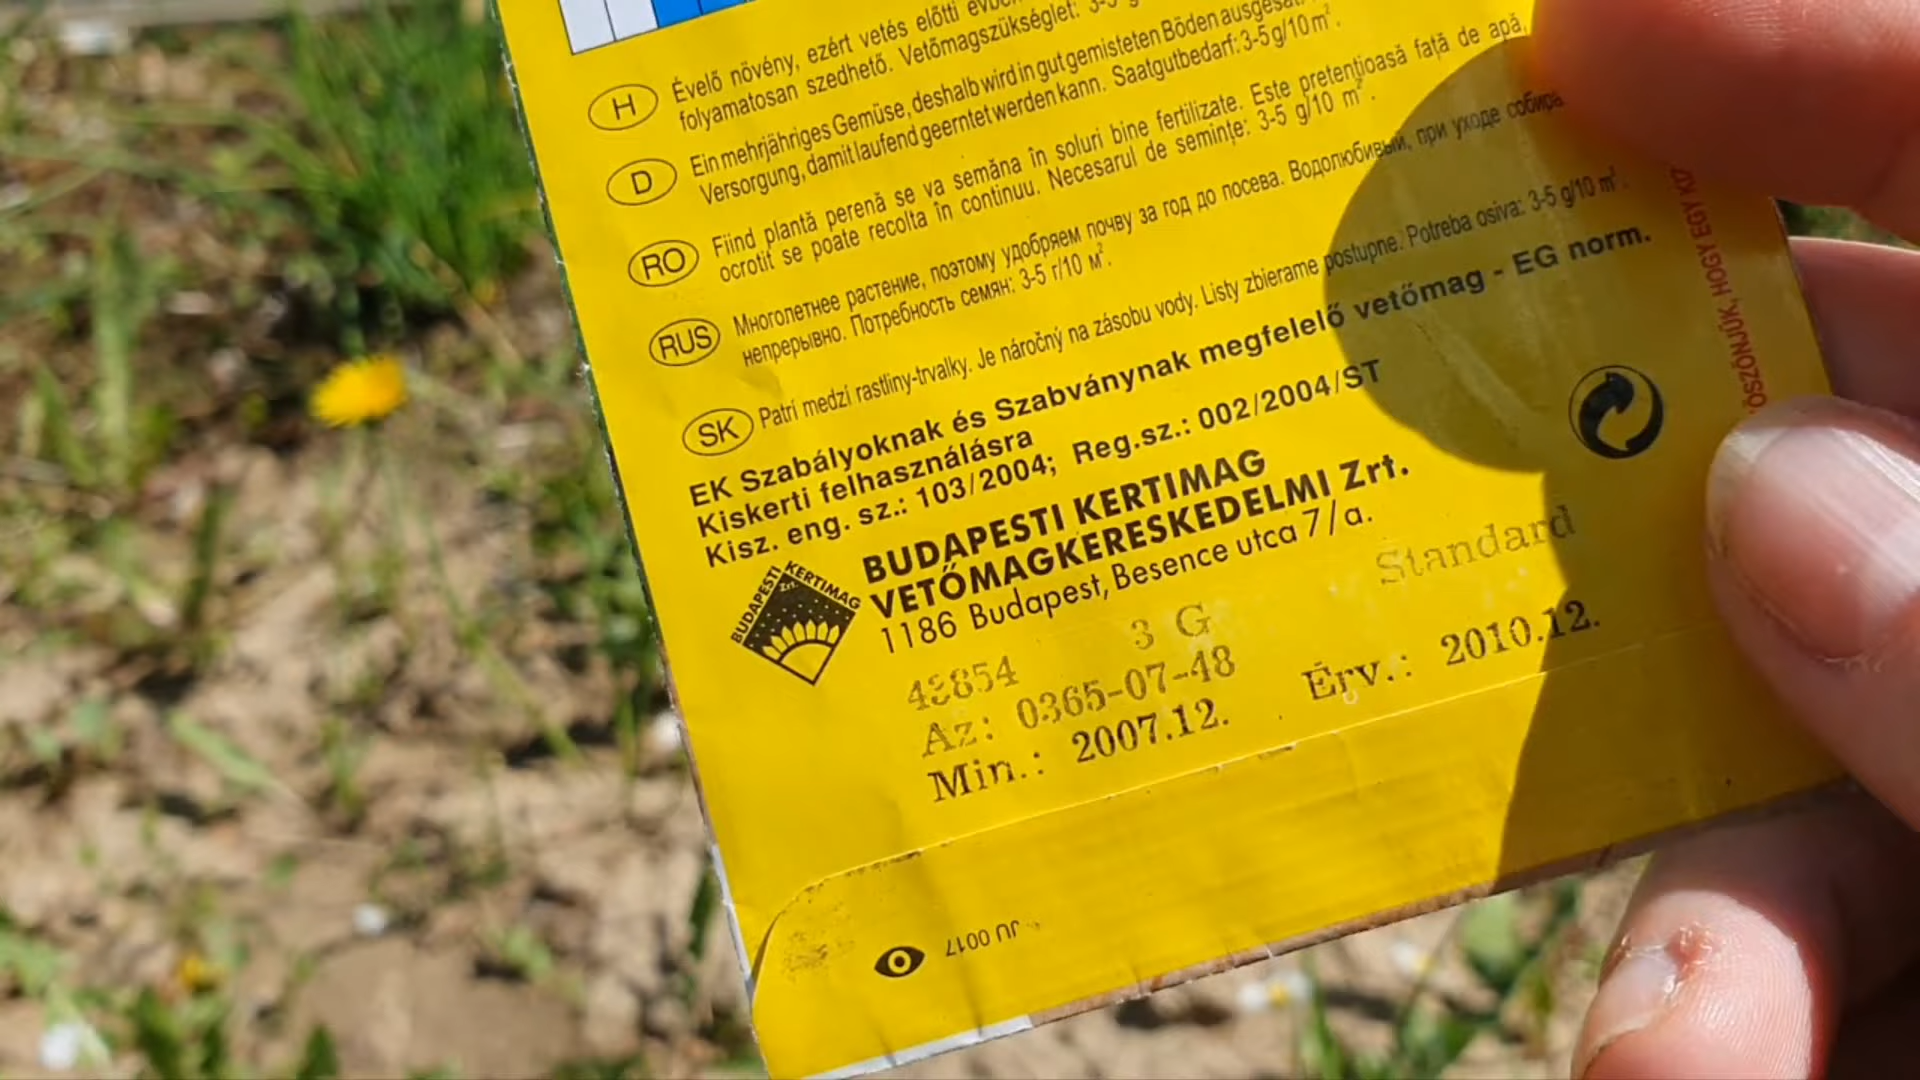 H Évelő növény, ezért vetés előtti
folyamatosan szedhető. Vetőmagszükséglet: 3-5 g
D Ein mehrjähriges Gemüse, deshalb wird in gut gemisteten Böden ausgesät.
Versorgung, damit laufend geerntet werden kann. Saatgutbedarf: 3-5 g/10 m².
RO Fiind plantă perenă se va semăna în soluri bine fertilizate. Este pretențioasă față de apă,
ocrotit se poate recolta în continuu. Necesarul de semințe: 3-5 g/10 m².
RUS Многолетнее растение, поэтому удобряем почву за год до посева. Водолюбивый, при уходе собира
непрерывно. Потребность семян: 3-5 г/10 м².
SK Patrí medzi rastliny-trvalky. Je náročný na zásobu vody. Listy zbierame postupne. Potreba osiva: 3-5 g/10 m².
EK Szabályoknak és Szabványnak megfelelő vetőmag - EG norm.
Kiskerti felhasználásra
Kisz. eng. sz.: 103/2004; Reg.sz.: 002/2004/ST
BUDAPESTI KERTIMAG
VETŐMAGKERESKEDELMI Zrt.
1186 Budapest, Besence utca 7/a.
BUDAPESTI KERTIMAG Zrt.
3 G Standard
43854
Az: 0365-07-48
Min.: 2007.12. Érv.: 2010.12.
JU 0017
HOGY EGY